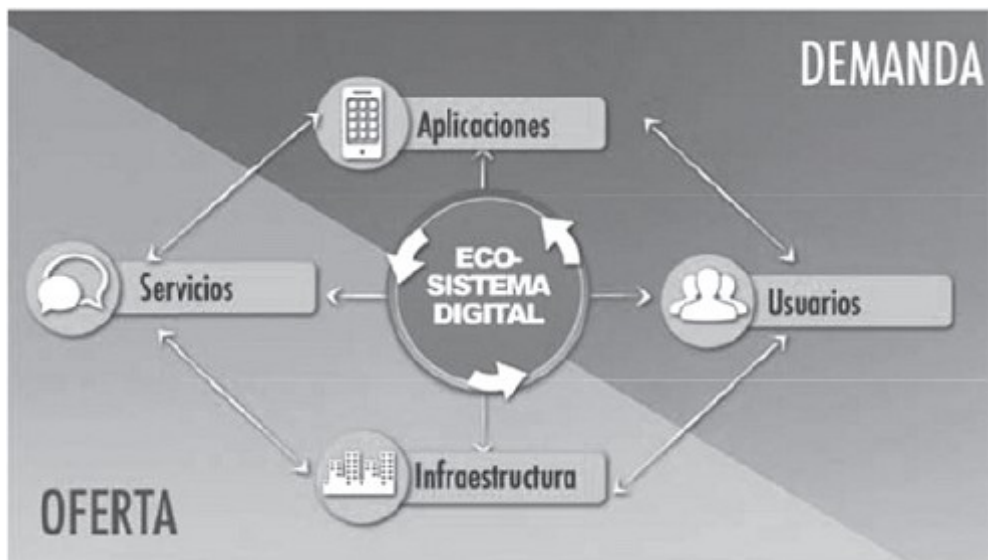 DEMANDA
Aplicaciones
ECO-
SISTEMA
DIGITAL
Servicios
Usuarios
Infraestructura
OFERTA